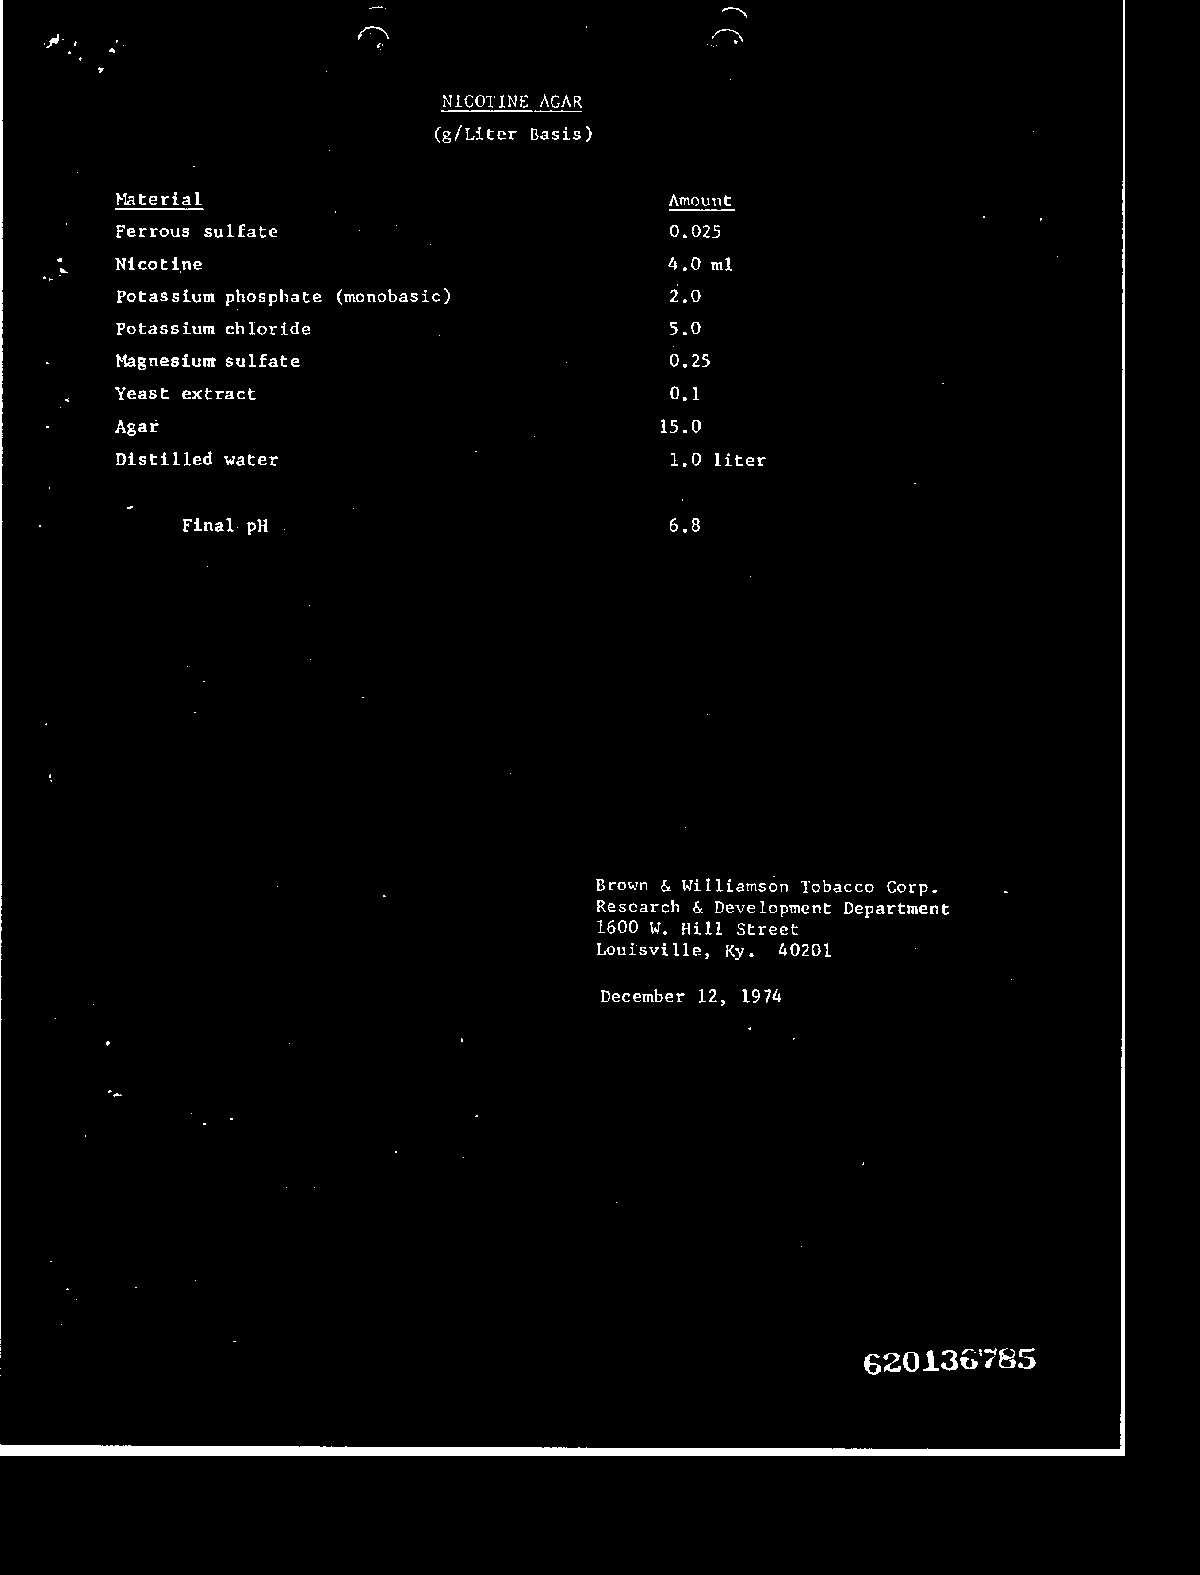 NICOTINE AGAR
(g/Liter Basis)
Material Amount
Ferrous sulfate 0.025
Nicotine 4.0 ml
Potassium phosphate (monobasic) 2.0
Potassium chloride 5.0
Magnesium sulfate 0.25
Yeast extract 0.1
Agar 15.0
Distilled water 1.0 liter
Final pH 6.8
Brown & Williamson Tobacco Corp.
Research & Development Department
1600 W. Hill Street
Louisville, Ky. 40201
December 12, 1974
620136785